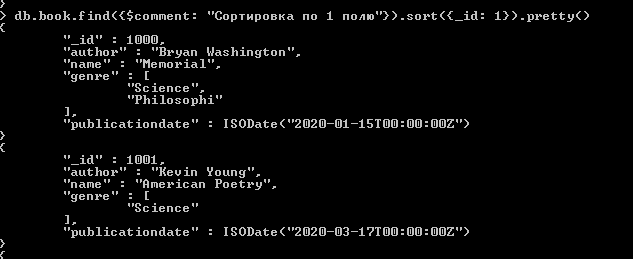 >
> db.book.find({$comment: "Сортировка по 1 полю"}).sort({_id: 1}).pretty()
{
"_id" : 1000,
"author" : "Bryan Washington",
"name" : "Memorial",
"genre" : [
"Science",
"Philosophi"
],
"publicationdate" : ISODate("2020-01-15T00:00:00Z")
}
{
"_id" : 1001,
"author" : "Kevin Young",
"name" : "American Poetry",
"genre" : [
"Science"
],
"publicationdate" : ISODate("2020-03-17T00:00:00Z")
}
{